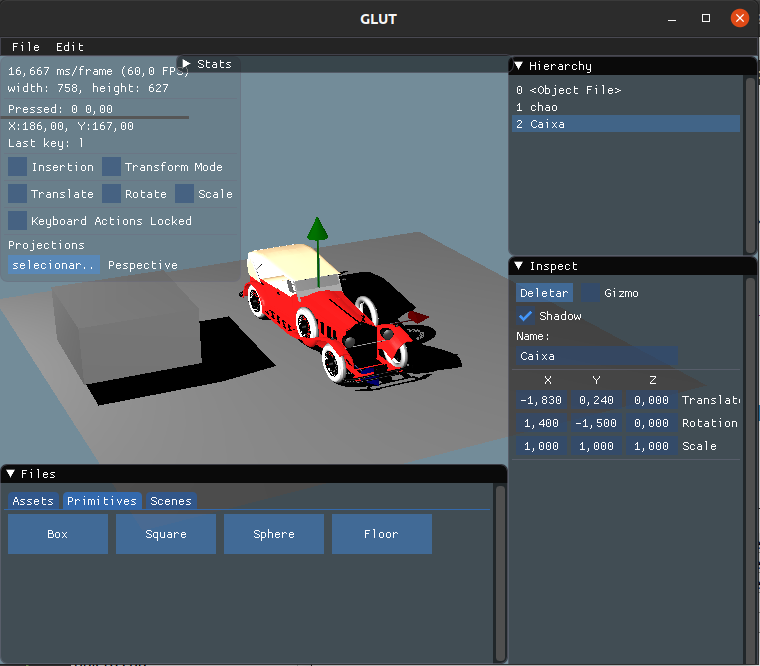 GLUT
File Edit
Stats
16,667 ms/frame (60,0 FPS)
width: 758, height: 627
Pressed: 0 0,00
X:186,00, Y:167,00
Last key: l
Insertion Transform Mode
Translate Rotate Scale
Keyboard Actions Locked
Projections
selecionar.. Pespective
Hierarchy
0 <Object File>
1 chao
2 Caixa
Inspect
Deletar Gizmo
Shadow
Name:
Caixa
X Y Z
-1,830 0,240 0,000 Translate
1,400 -1,500 0,000 Rotation
1,000 1,000 1,000 Scale
Files
Assets Primitives Scenes
Box Square Sphere Floor